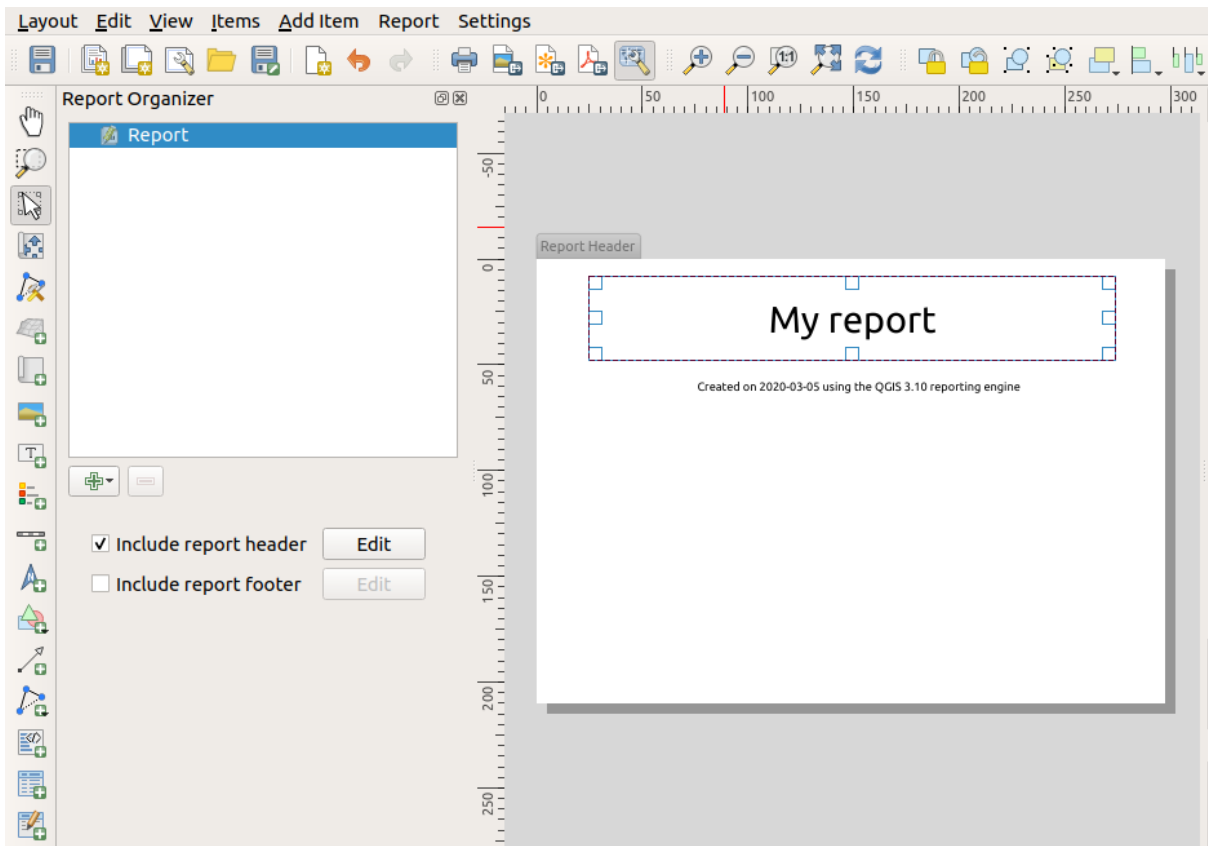 Layout Edit View Items Add Item Report Settings
1:1
Report Organizer
0 50 100 150 200 250 300
Report
-50
Report Header
0
My report
50
Created on 2020-03-05 using the QGIS 3.10 reporting engine
T
100
Include report header Edit
Include report footer Edit
150
200
250